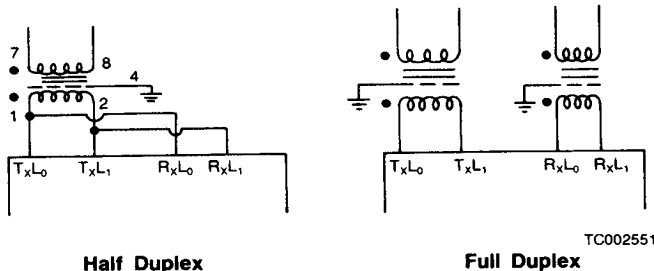 7
8
4
1
2
TxL0 TxL1 RxL0 RxL1
TxL0 TxL1 RxL0 RxL1
TC002551
Half Duplex
Full Duplex